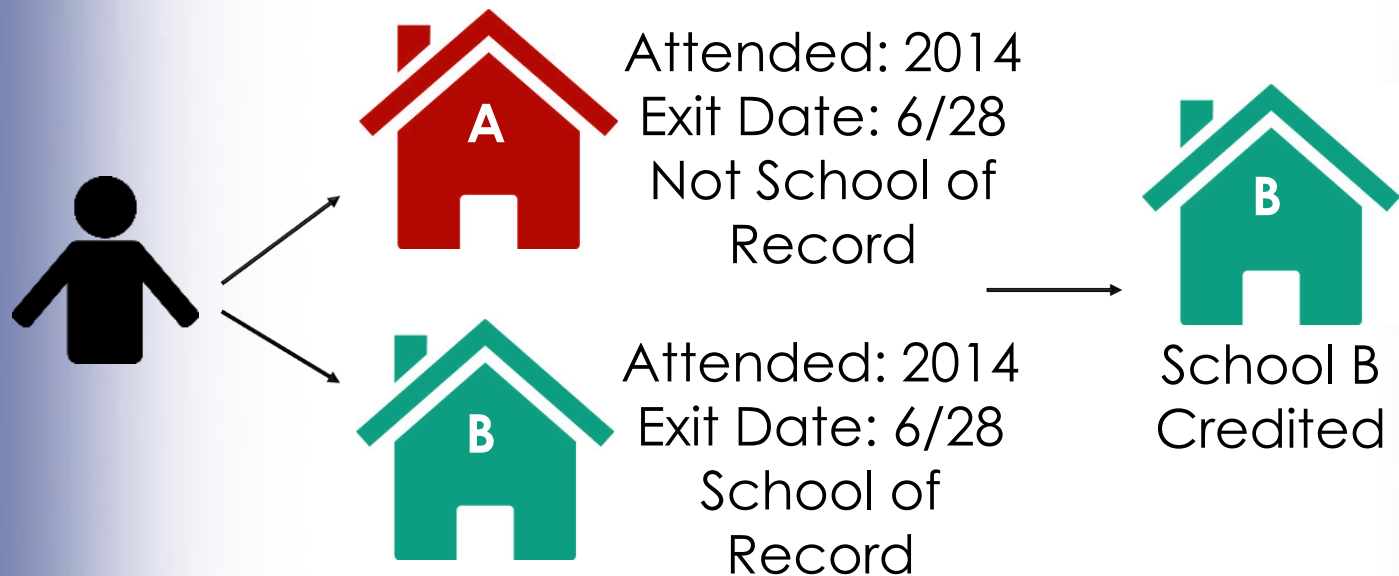 A
Attended: 2014
Exit Date: 6/28
Not School of
Record
B
Attended: 2014
Exit Date: 6/28
School of
Record
B
School B
Credited